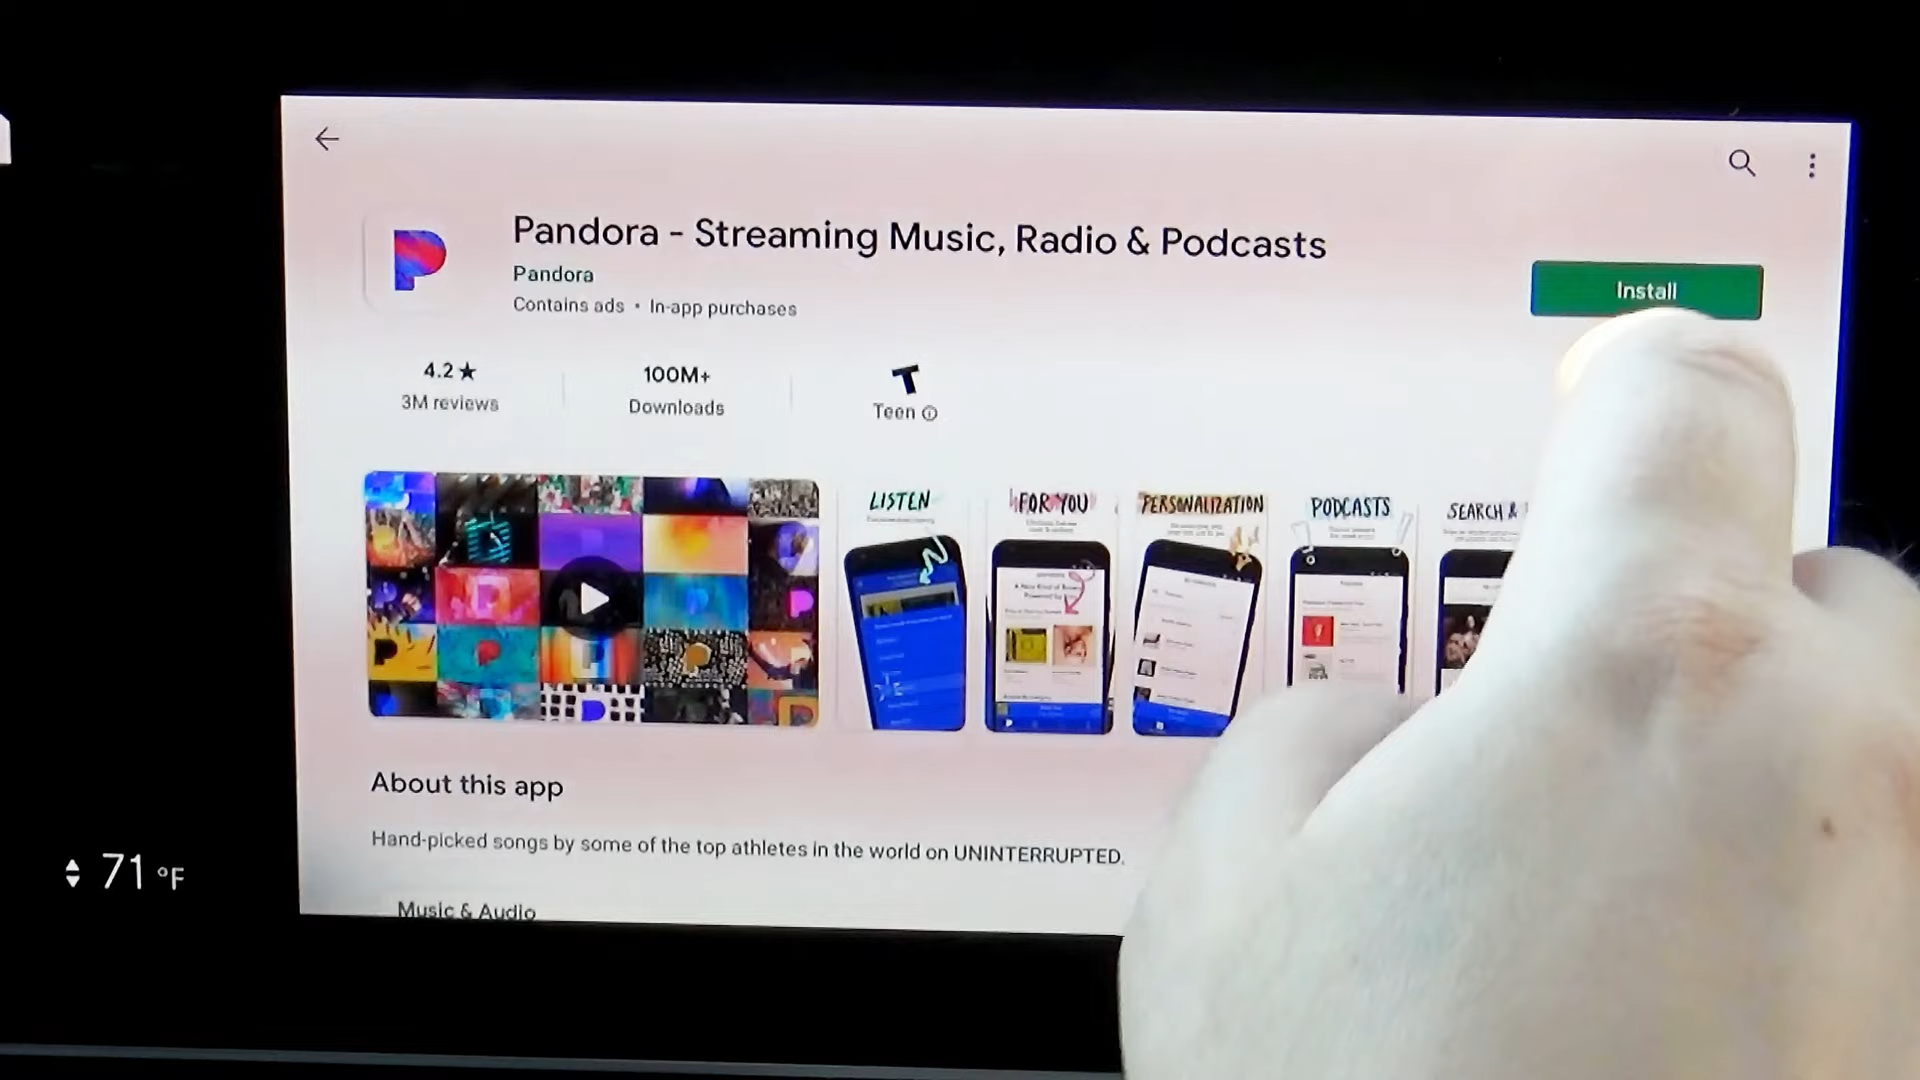 Pandora - Streaming Music, Radio & Podcasts
Pandora
Contains ads • In-app purchases
Install
4.2★
3M reviews
100M+
Downloads
T
Teen
LISTEN
FOR YOU
PERSONALIZATION
PODCASTS
SEARCH &
About this app
Hand-picked songs by some of the top athletes in the world on UNINTERRUPTED.
Music & Audio
71 °F